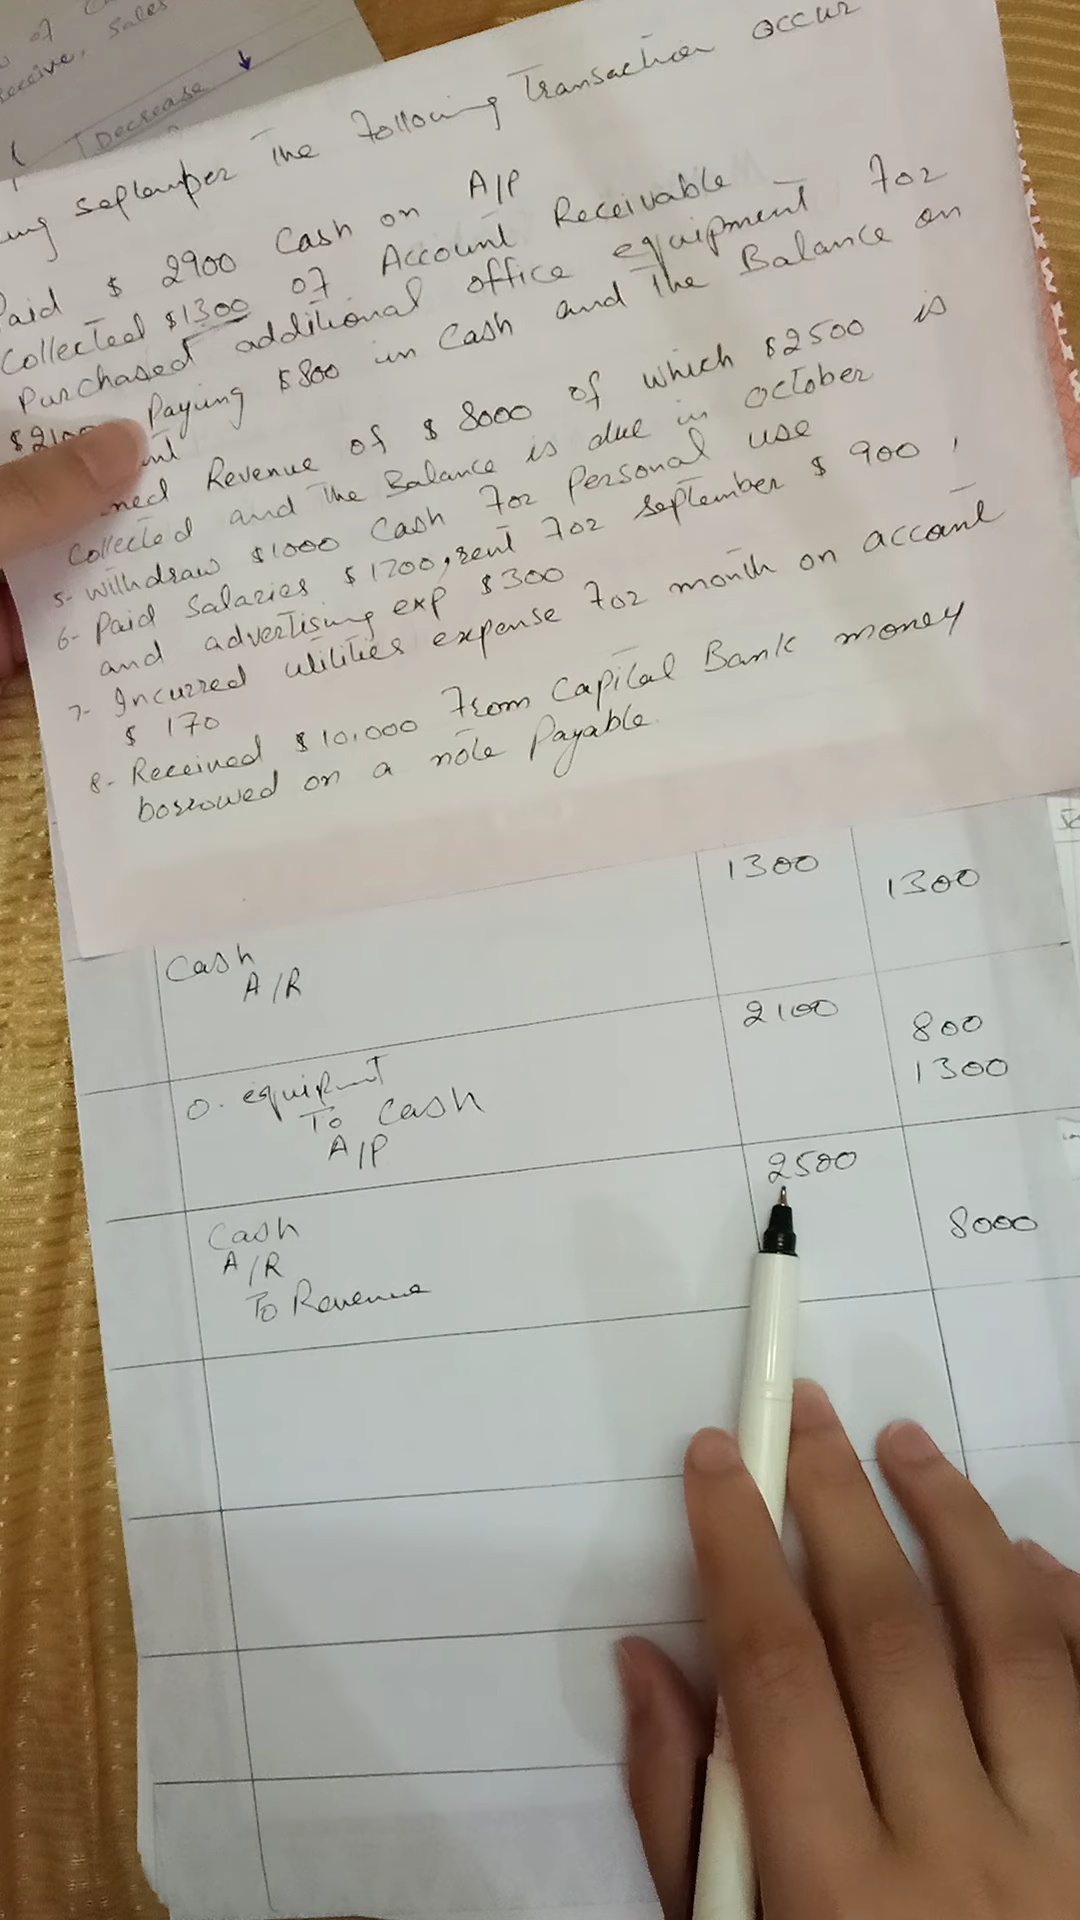 of
receive, sales
Decrease
september The Following Transaction occur
Paid $ 2900 Cash on A/P
Collected $1300 of Account Receivable
Purchased additional office equipment For
Paying $800 in Cash and The Balance on
Revenue of $ 8000 of which $2500 is
Collected and The Balance is due in october
5- withdraw $1000 Cash For Personal use
6- Paid Salaries $1200, rent For september $ 900,
and advertising exp $300
7- Incurred utilities expense For month on account
$ 170
8- Received $10,000 From Capital Bank money
borrowed on a note Payable.
1300
1300
Cash
A/R
2100
800
1300
O. equipment
To Cash
A/P
2500
8000
Cash
A/R
To Revenue